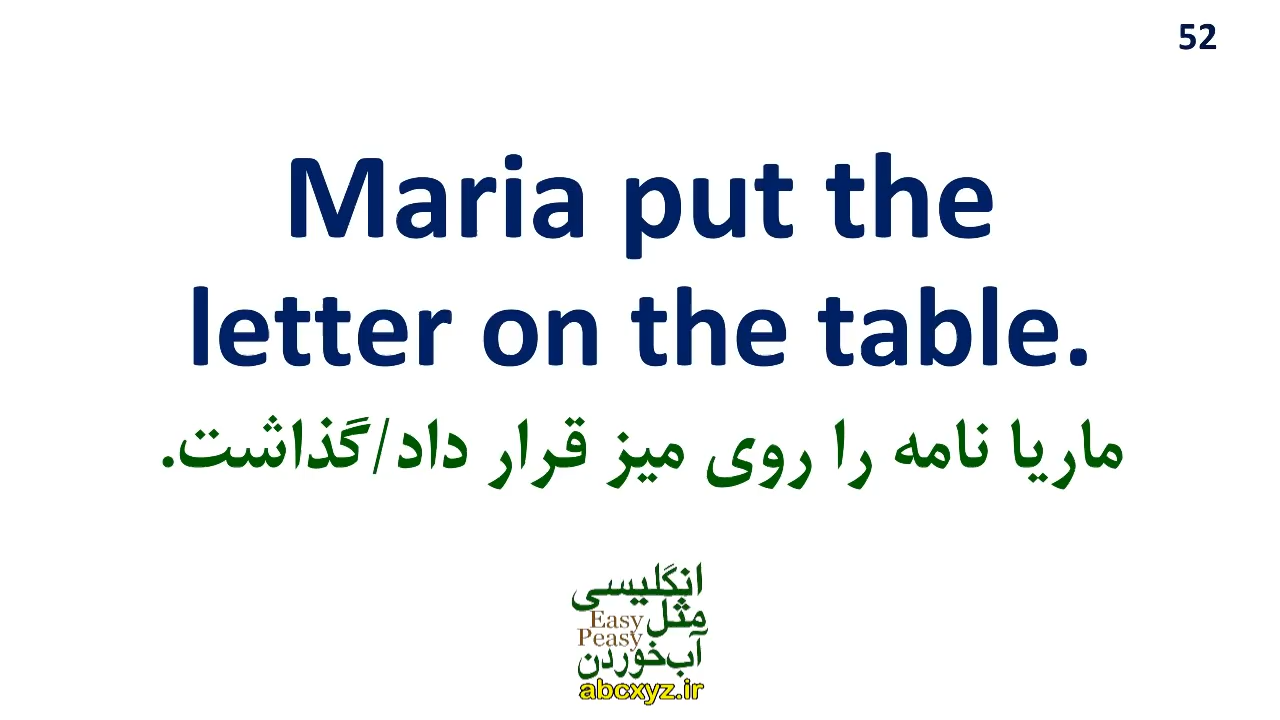 52
Maria put the
letter on the table.
ماریا نامه را روی میز قرار داد/گذاشت.
انگلیسی
مثل
Easy
Peasy
آب‌خوردن
abcxyz.ir